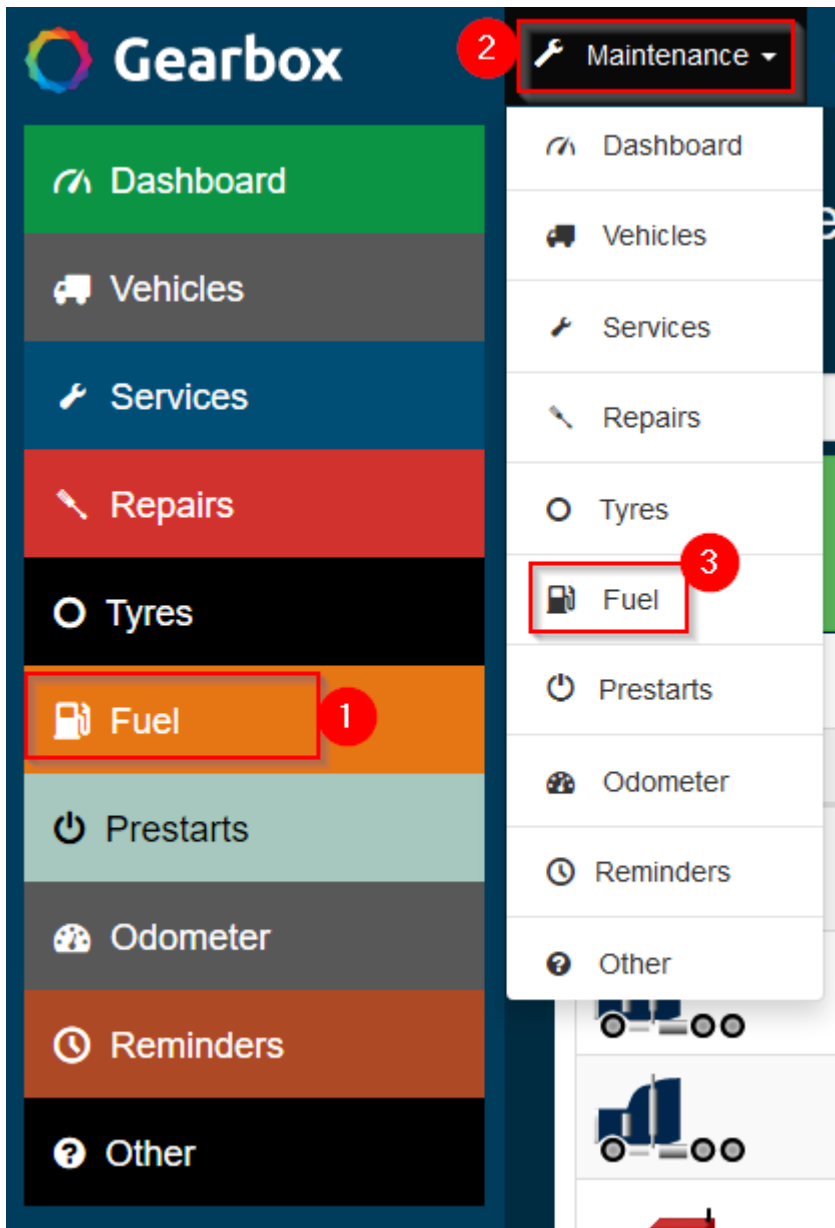 Gearbox
2
Maintenance
Dashboard
Vehicles
Services
Repairs
Tyres
Fuel
1
Prestarts
Odometer
Reminders
Other
Dashboard
Vehicles
Services
Repairs
Tyres
3
Fuel
Prestarts
Odometer
Reminders
Other